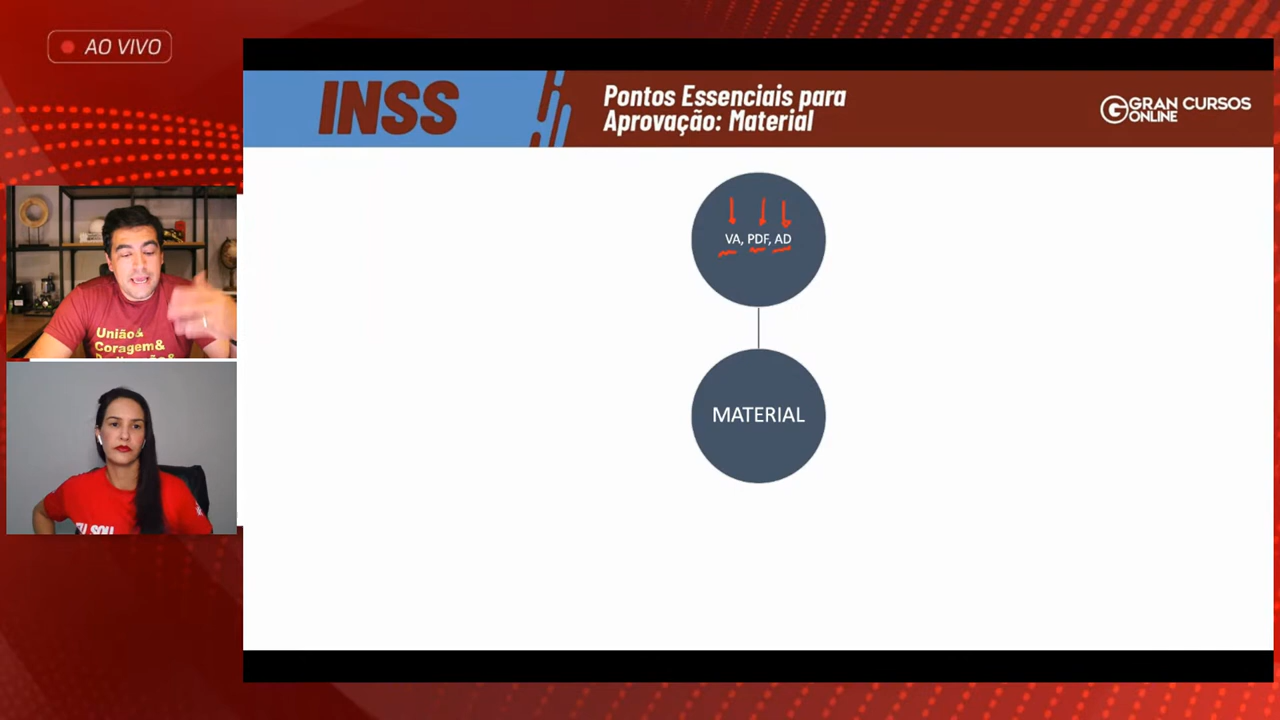 AO VIVO
INSS
Pontos Essenciais para
Aprovação: Material
GRAN CURSOS
ONLINE
VA, PDF, AD
MATERIAL
União&
Coragem&